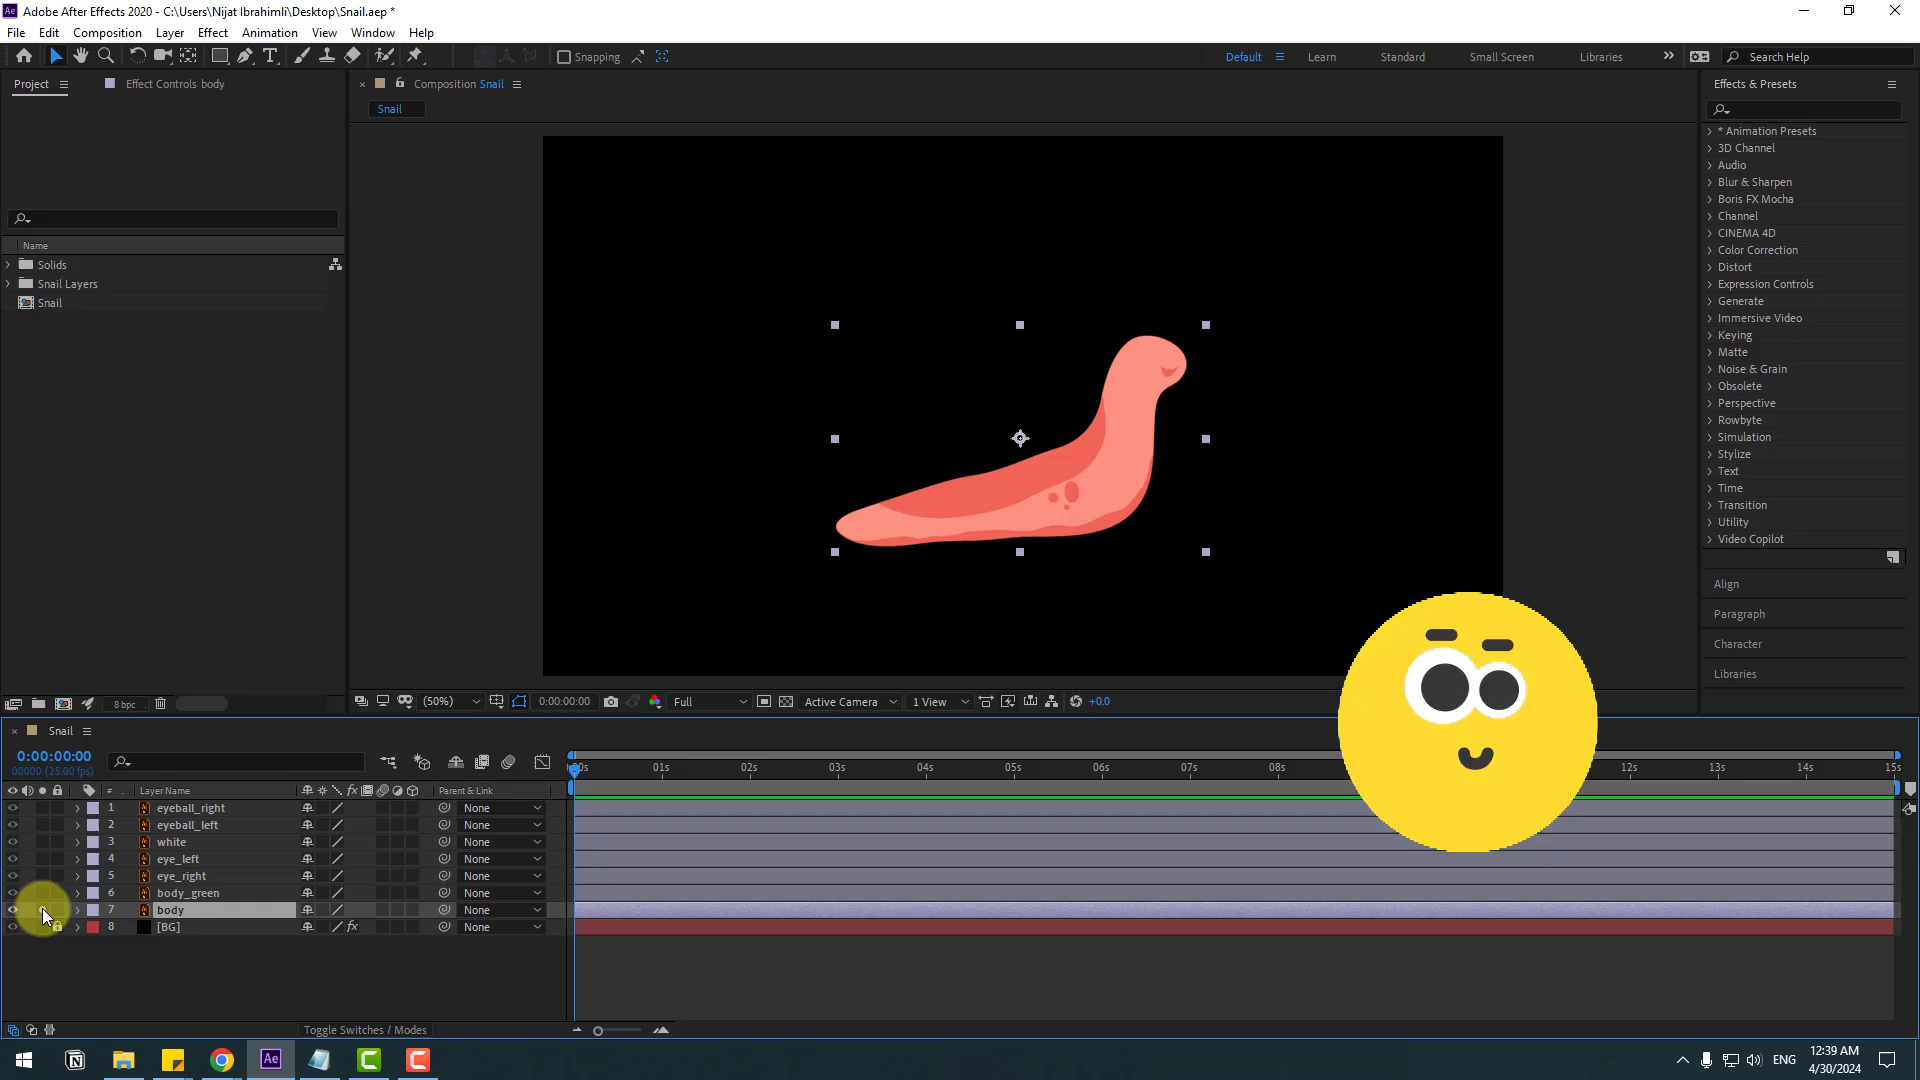 Adobe After Effects 2020 - C:\Users\Nijat Ibrahimli\Desktop\Snail.aep *
File Edit Composition Layer Effect Animation View Window Help
Snapping
Default Learn Standard Small Screen Libraries Search Help
Project Effect Controls body
Composition Snail
Snail
Effects & Presets
* Animation Presets
3D Channel
Audio
Blur & Sharpen
Boris FX Mocha
Channel
CINEMA 4D
Color Correction
Distort
Expression Controls
Generate
Immersive Video
Keying
Matte
Noise & Grain
Obsolete
Perspective
Rowbyte
Simulation
Stylize
Text
Time
Transition
Utility
Video Copilot
Align
Paragraph
Character
Libraries
Name
Solids
Snail Layers
Snail
8 bpc
(50%) 0:00:00:00 Full Active Camera 1 View +0.0
Snail
0:00:00:00
00000 (25.00 fps)
00s 01s 02s 03s 04s 05s 06s 07s 08s 12s 13s 14s 15s
# Layer Name fx Parent & Link
1 eyeball_right None
2 eyeball_left None
3 white None
4 eye_left None
5 eye_right None
6 body_green None
7 body None
8 [BG] fx None
Toggle Switches / Modes
Ae
ENG
12:39 AM
4/30/2024